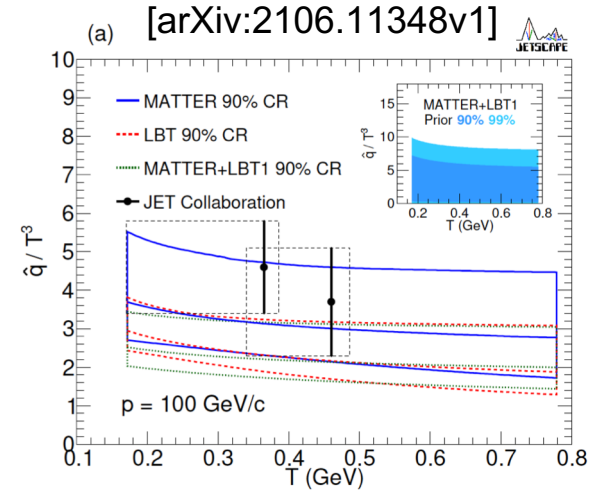 (a) [arXiv:2106.11348v1]
JETSCAPE
10
9
8
7
6
5
4
3
2
1
0
q̂ / T³
MATTER 90% CR
LBT 90% CR
MATTER+LBT1 90% CR
JET Collaboration
MATTER+LBT1
Prior 90% 99%
15
10
5
0
q̂ / T³
0.2 0.4 0.6 0.8
T (GeV)
p = 100 GeV/c
0.1 0.2 0.3 0.4 0.5 0.6 0.7 0.8
T (GeV)